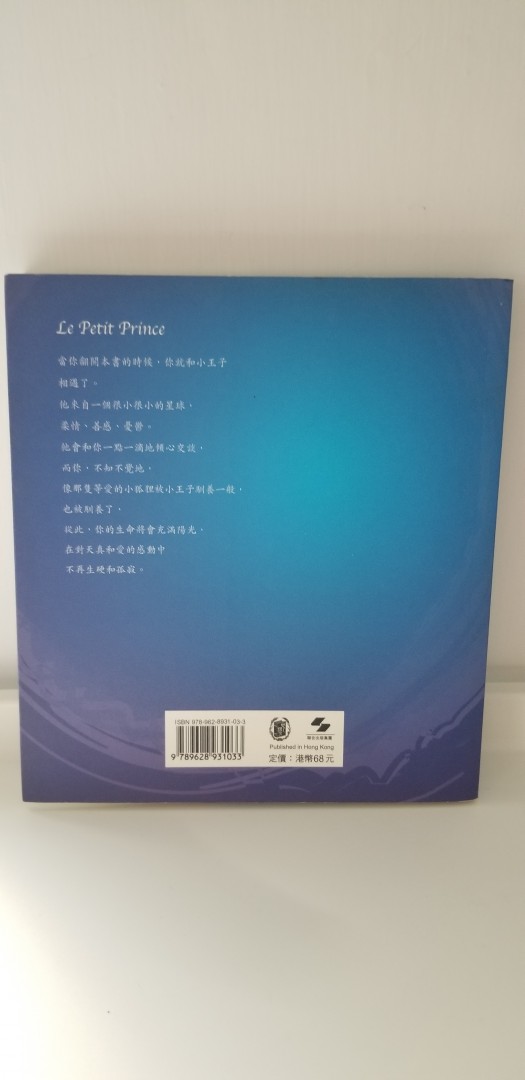 Le Petit Prince
當你翻開本書的時候，你就和小王子
相遇了。
他來自一個很小很小的星球，
柔情、善感、憂鬱。
他會和你一點一滴地傾心交談，
而你，不知不覺地，
像那隻等愛的小狐狸被小王子馴養一般，
也被馴養了，
從此，你的生命將會充滿陽光，
在對天真和愛的感動中
不再生硬和孤寂。
ISBN 978-962-8931-03-3
9 789628 931033
Published in Hong Kong
定價：港幣68元